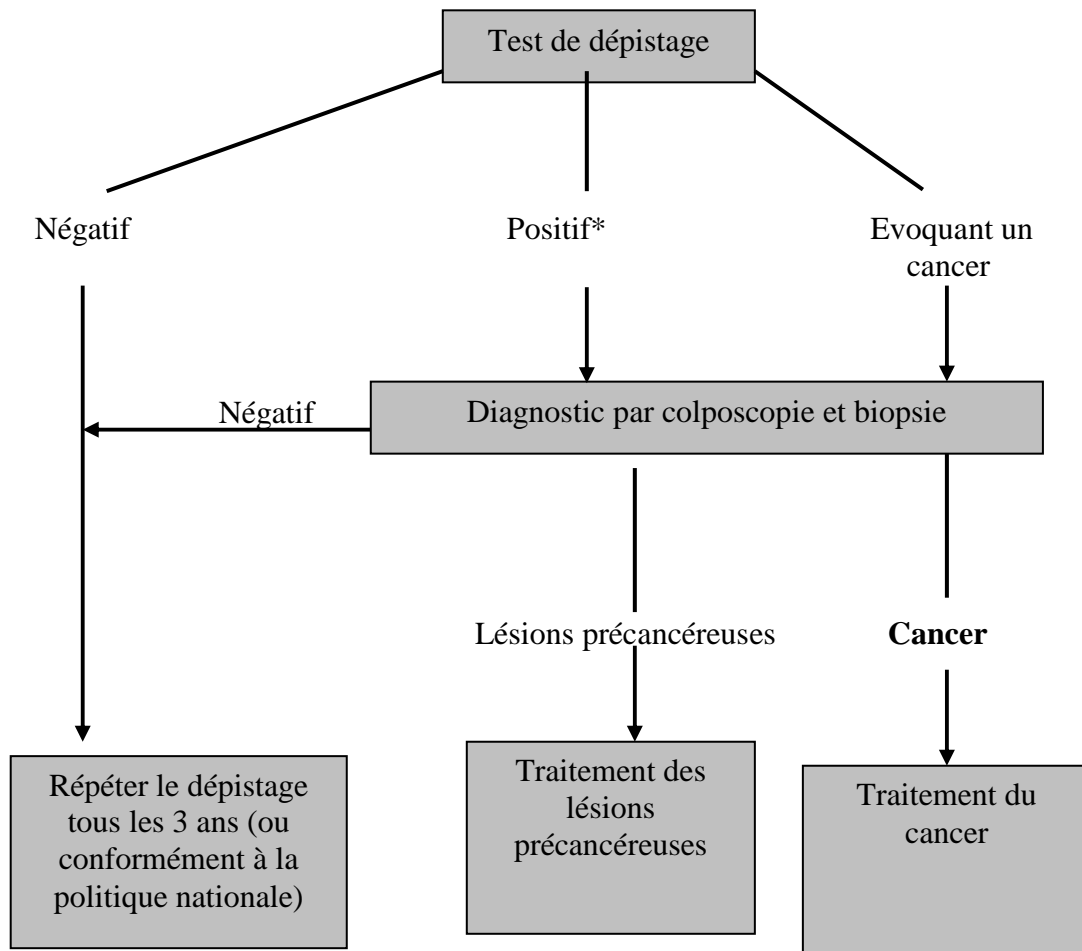 Test de dépistage
Négatif
Positif*
Evoquant un
cancer
Négatif
Diagnostic par colposcopie et biopsie
Lésions précancéreuses
Cancer
Répéter le dépistage
tous les 3 ans (ou
conformément à la
politique nationale)
Traitement des
lésions
précancéreuses
Traitement du
cancer